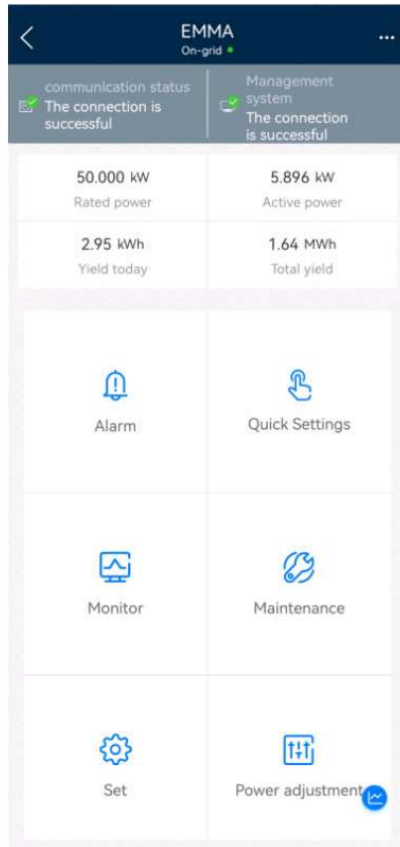 EMMA
On-grid
communication status
The connection is
successful
Management
system
The connection
is successful
50.000 kW
Rated power
5.896 kW
Active power
2.95 kWh
Yield today
1.64 MWh
Total yield
Alarm
Quick Settings
Monitor
Maintenance
Set
Power adjustment